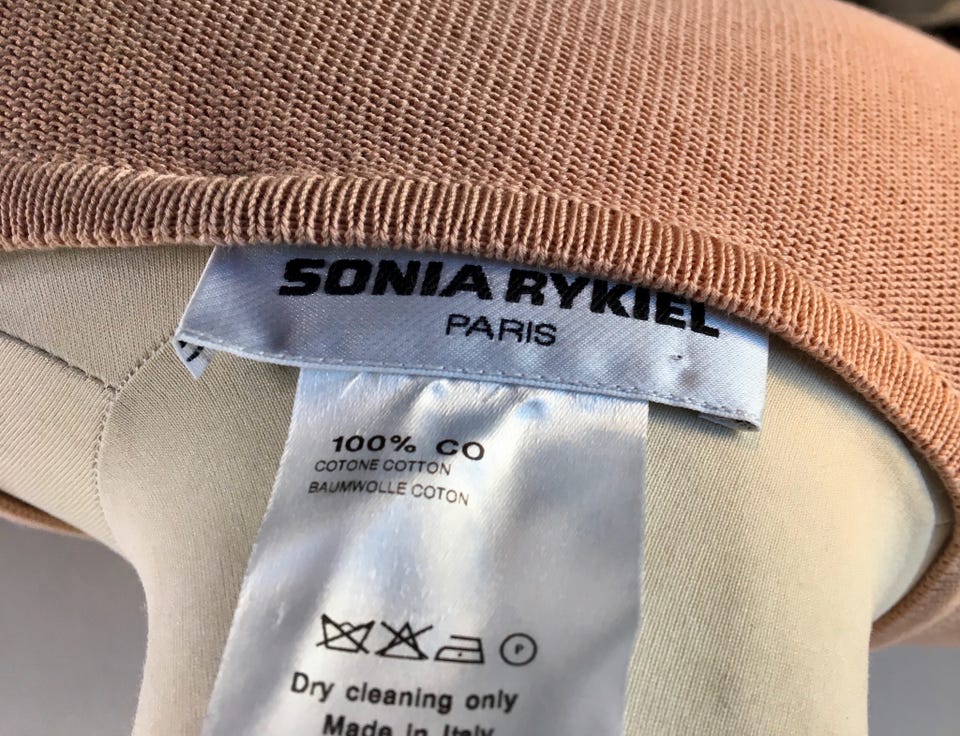 SONIA RYKIEL
PARIS
100% CO
COTONE COTTON
BAUMWOLLE COTON
P
Dry cleaning only
Made in Italy